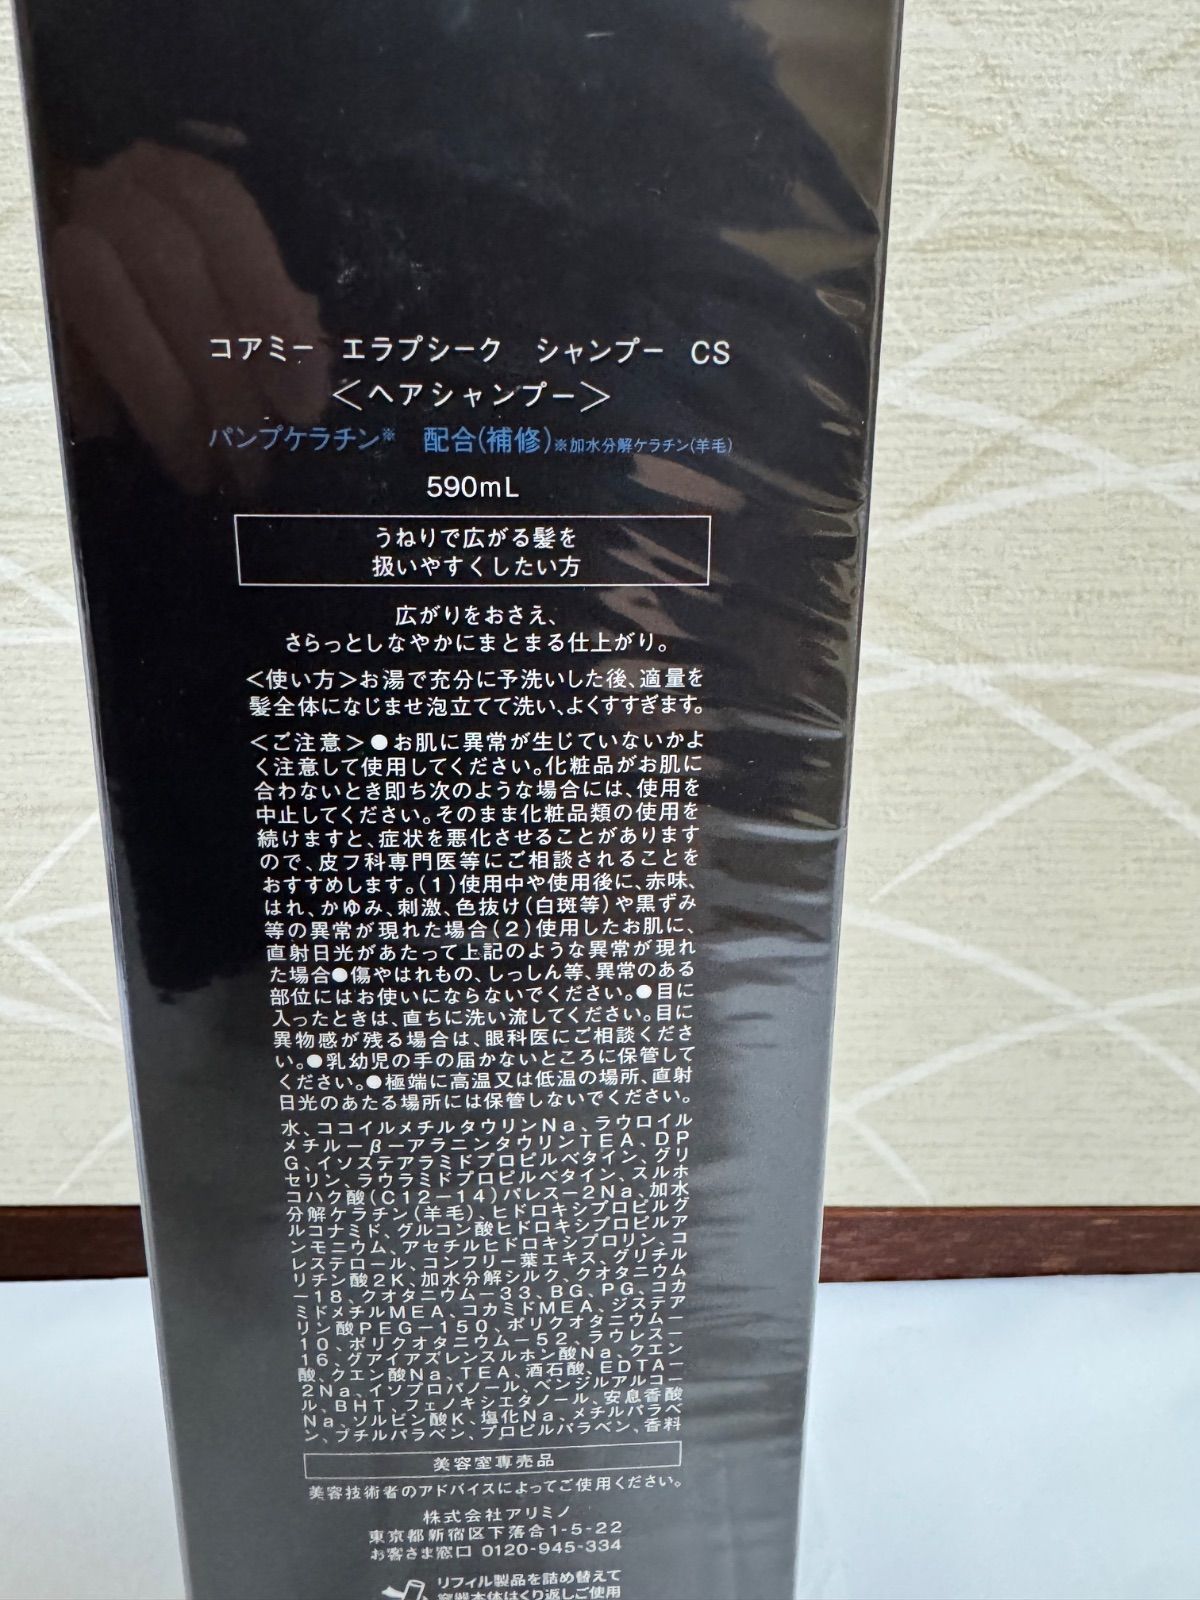 コアミー　エラプシーク　シャンプー　CS
＜ヘアシャンプー＞
パンプケラチン※　配合(補修)※加水分解ケラチン(羊毛)
590mL
うねりで広がる髪を
扱いやすくしたい方
広がりをおさえ、
さらっとしなやかにまとまる仕上がり。
＜使い方＞お湯で充分に予洗いした後、適量を
髪全体になじませ泡立てて洗い、よくすすぎます。
＜ご注意＞●お肌に異常が生じていないかよ
く注意して使用してください。化粧品がお肌に
合わないとき即ち次のような場合には、使用を
中止してください。そのまま化粧品類の使用を
続けますと、症状を悪化させることがあります
ので、皮フ科専門医等にご相談されることを
おすすめします。(1)使用中や使用後に、赤味、
はれ、かゆみ、刺激、色抜け(白斑等)や黒ずみ
等の異常が現れた場合(2)使用したお肌に、
直射日光があたって上記のような異常が現れ
た場合●傷やはれもの、しっしん等、異常のある
部位にはお使いにならないでください。●目に
入ったときは、直ちに洗い流してください。目に
異物感が残る場合は、眼科医にご相談くださ
い。●乳幼児の手の届かないところに保管して
ください。●極端に高温又は低温の場所、直射
日光のあたる場所には保管しないでください。
水、ココイルメチルタウリンNa、ラウロイル
メチル－β－アラニンタウリンTEA、DP
G、イソステアラミドプロピルベタイン、グリ
セリン、ラウラミドプロピルベタイン、スルホ
コハク酸(C12－14)パレス－2Na、加水
分解ケラチン(羊毛)、ヒドロキシプロピルグ
ルコナミド、グルコン酸ヒドロキシプロピルア
ンモニウム、アセチルヒドロキシプロリン、コ
レステロール、コンフリー葉エキス、グリチル
リチン酸2K、加水分解シルク、クオタニウム
－18、クオタニウム－33、BG、PG、コカ
ミドメチルMEA、コカミドMEA、ジステア
リン酸PEG－150、ポリクオタニウム－
10、ポリクオタニウム－52、ラウレス－
16、グアイアズレンスルホン酸Na、クエン
酸、クエン酸Na、TEA、酒石酸、EDTA－
2Na、イソプロパノール、ベンジルアルコー
ル、BHT、フェノキシエタノール、安息香酸
Na、ソルビン酸K、塩化Na、メチルパラベ
ン、ブチルパラベン、プロピルパラベン、香料
美容室専売品
美容技術者のアドバイスによってご使用ください。
株式会社アリミノ
東京都新宿区下落合1-5-22
お客さま窓口 0120-945-334
リフィル製品を詰め替えて
容器本体はくり返しご使用